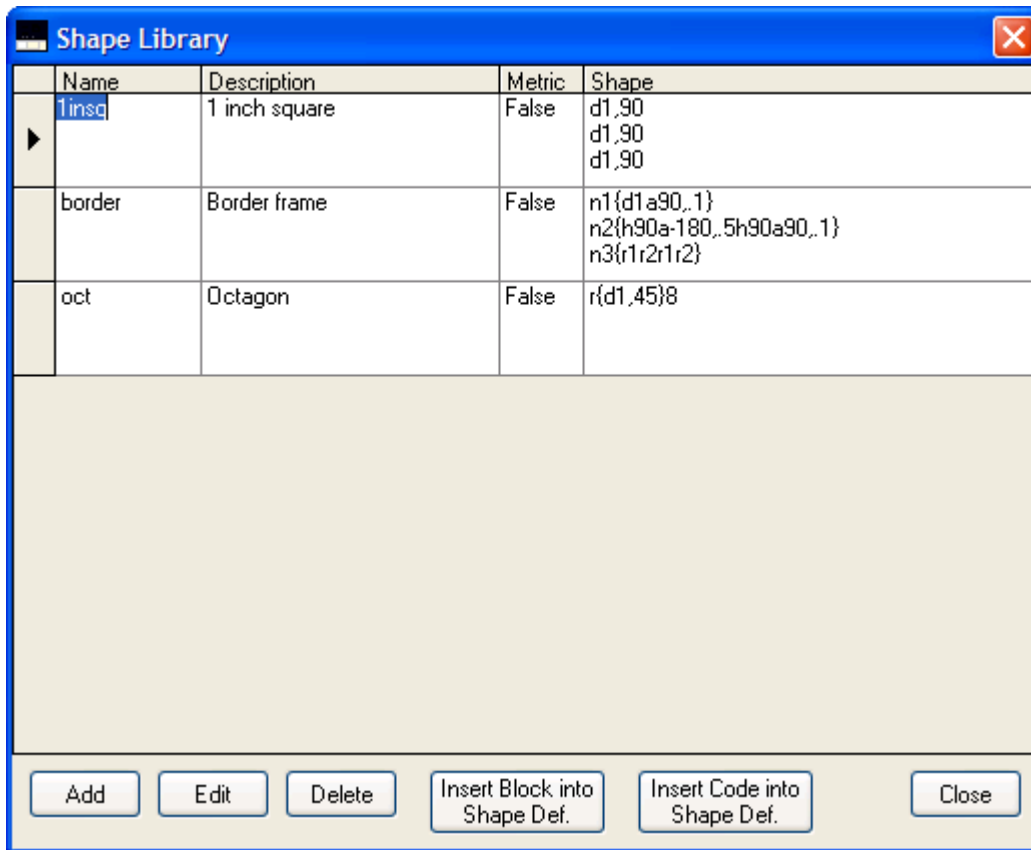 Shape Library
Name Description Metric Shape
1insq 1 inch square False d1,90
d1,90
d1,90
border Border frame False n1{d1a90,.1}
n2{h90a-180,.5h90a90,.1}
n3{r1r2r1r2}
oct Octagon False r{d1,45}8
Add Edit Delete Insert Block into Shape Def. Insert Code into Shape Def. Close